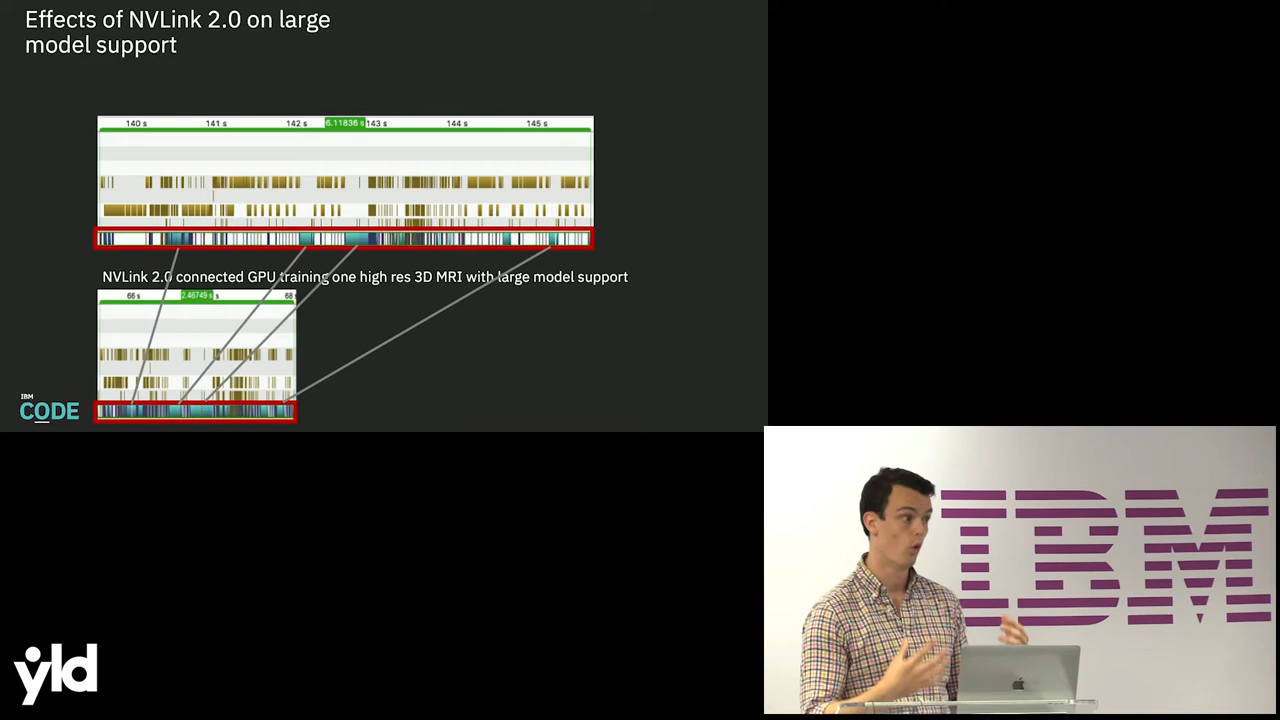 Effects of NVLink 2.0 on large
model support
140 s 141 s 142 s 6.11836 s 143 s 144 s 145 s
NVLink 2.0 connected GPU training one high res 3D MRI with large model support
66 s 2.46749 s s 68 s
IBM
CODE
IBM
yld